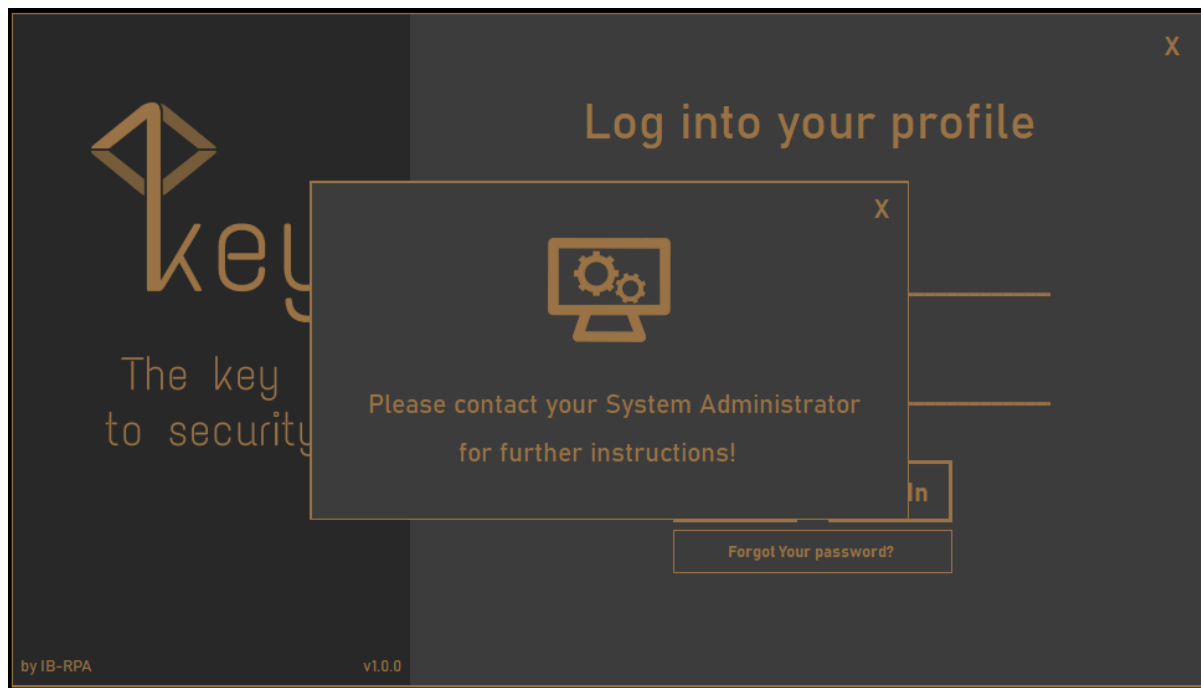 X
Log into your profile
key
The key
to security
X
Please contact your System Administrator
for further instructions!
In
Forgot Your password?
by IB-RPA
v1.0.0